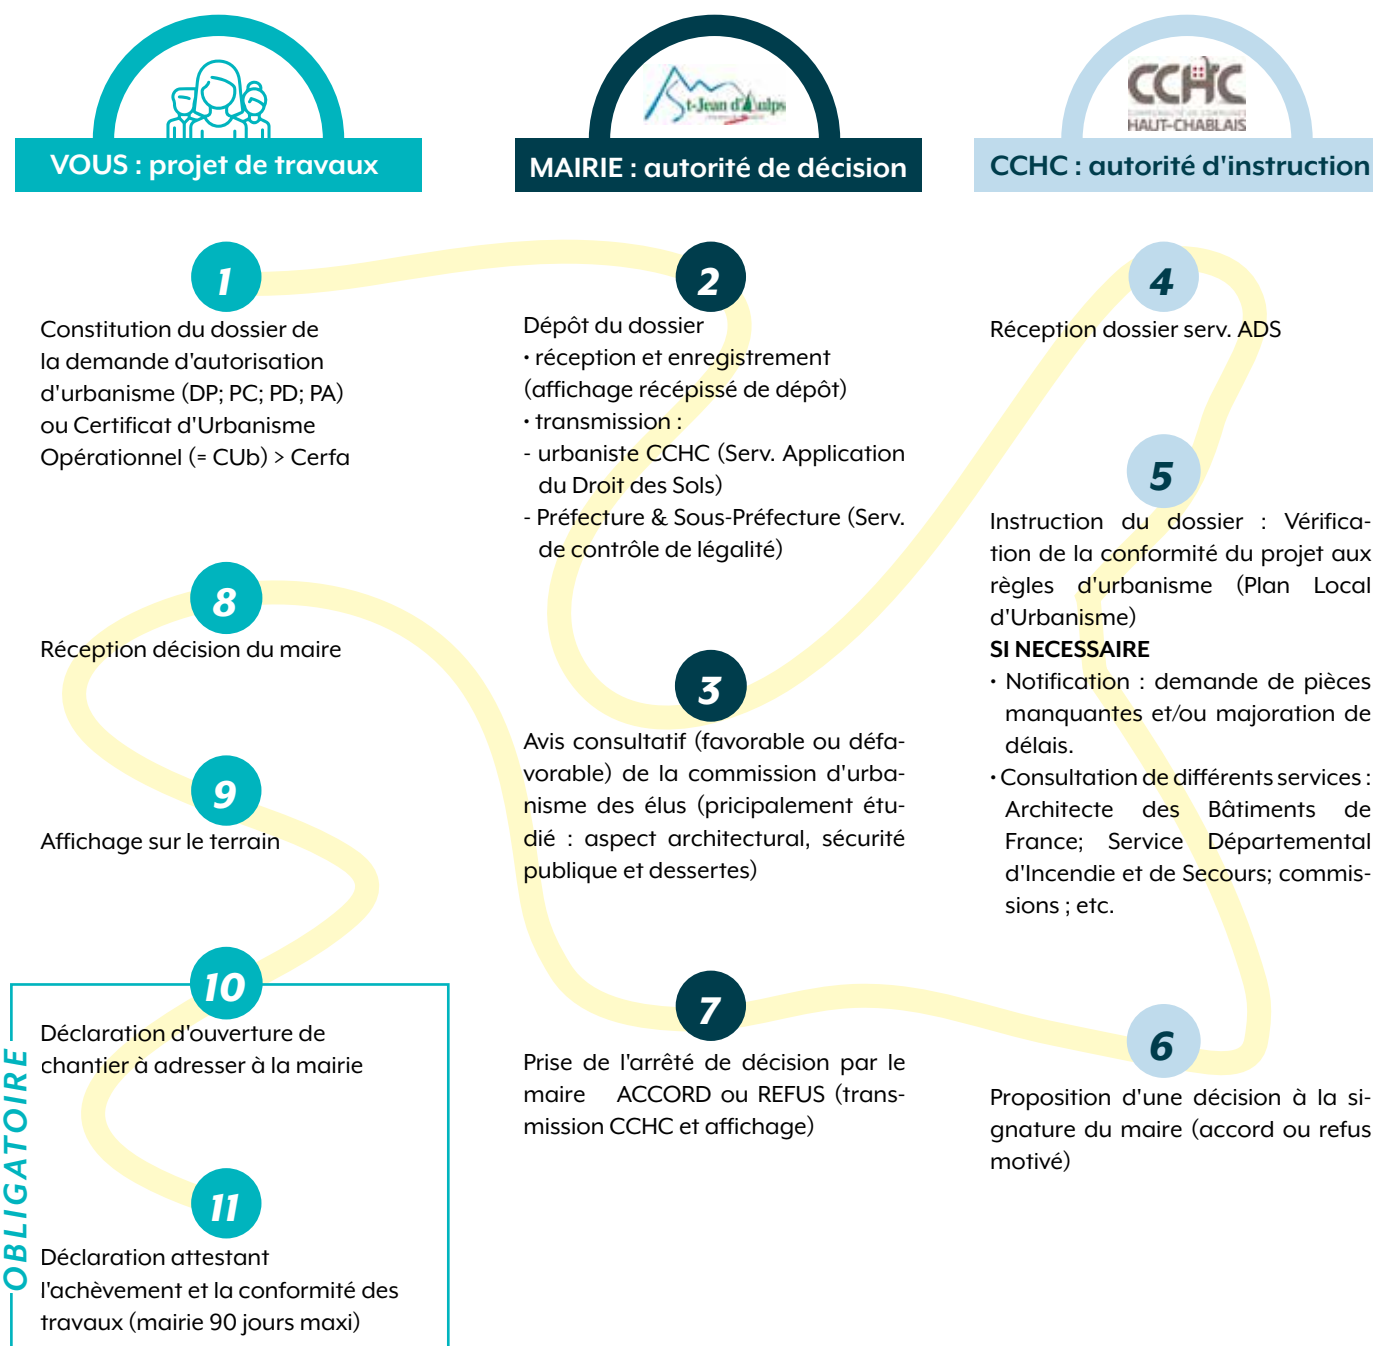 St-Jean d'Aulps
CCHC
COMMUNAUTÉ DE COMMUNES
HAUT-CHABLAIS
VOUS : projet de travaux
MAIRIE : autorité de décision
CCHC : autorité d'instruction
1
Constitution du dossier de
la demande d'autorisation
d'urbanisme (DP; PC; PD; PA)
ou Certificat d'Urbanisme
Opérationnel (= CUb) > Cerfa
8
Réception décision du maire
9
Affichage sur le terrain
OBLIGATOIRE
10
Déclaration d'ouverture de
chantier à adresser à la mairie
11
Déclaration attestant
l'achèvement et la conformité des
travaux (mairie 90 jours maxi)
2
Dépôt du dossier
• réception et enregistrement
(affichage récépissé de dépôt)
• transmission :
- urbaniste CCHC (Serv. Application
du Droit des Sols)
- Préfecture & Sous-Préfecture (Serv.
de contrôle de légalité)
3
Avis consultatif (favorable ou défa-
vorable) de la commission d'urba-
nisme des élus (pricipalement étu-
dié : aspect architectural, sécurité
publique et dessertes)
7
Prise de l'arrêté de décision par le
maire ACCORD ou REFUS (trans-
mission CCHC et affichage)
4
Réception dossier serv. ADS
5
Instruction du dossier : Vérifica-
tion de la conformité du projet aux
règles d'urbanisme (Plan Local
d'Urbanisme)
SI NECESSAIRE
• Notification : demande de pièces
manquantes et/ou majoration de
délais.
• Consultation de différents services :
Architecte des Bâtiments de
France; Service Départemental
d'Incendie et de Secours; commis-
sions ; etc.
6
Proposition d'une décision à la si-
gnature du maire (accord ou refus
motivé)